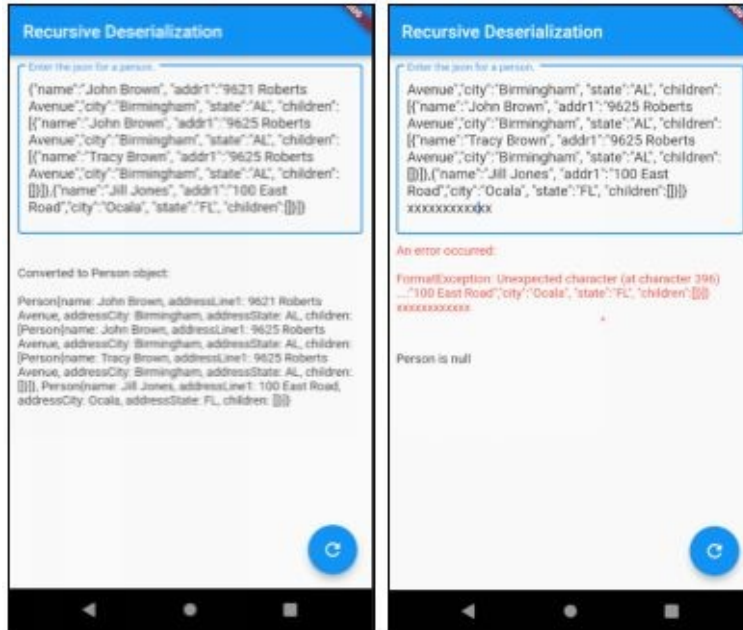 Recursive Deserialization
Enter the json for a person.
{"name":"John Brown", "addr1":"9621 Roberts
Avenue","city":"Birmingham", "state":"AL", "children":
[{"name":"John Brown", "addr1":"9625 Roberts
Avenue","city":"Birmingham", "state":"AL", "children":
[{"name":"Tracy Brown", "addr1":"9625 Roberts
Avenue","city":"Birmingham", "state":"AL", "children":
[]}]},{"name":"Jill Jones", "addr1":"100 East
Road","city":"Ocala", "state":"FL", "children":[]}]}
Converted to Person object:
Person{name: John Brown, addressLine1: 9621 Roberts
Avenue, addressCity: Birmingham, addressState: AL, children:
[Person{name: John Brown, addressLine1: 9625 Roberts
Avenue, addressCity: Birmingham, addressState: AL, children:
[Person{name: Tracy Brown, addressLine1: 9625 Roberts
Avenue, addressCity: Birmingham, addressState: AL, children:
[]}]}, Person{name: Jill Jones, addressLine1: 100 East Road,
addressCity: Ocala, addressState: FL, children: []}]}
Recursive Deserialization
Enter the json for a person.
Avenue","city":"Birmingham", "state":"AL", "children":
[{"name":"John Brown", "addr1":"9625 Roberts
Avenue","city":"Birmingham", "state":"AL", "children":
[{"name":"Tracy Brown", "addr1":"9625 Roberts
Avenue","city":"Birmingham", "state":"AL", "children":
[]}]},{"name":"Jill Jones", "addr1":"100 East
Road","city":"Ocala", "state":"FL", "children":[]}]}
xxxxxxxxxxxx
An error occurred:
FormatException: Unexpected character (at character 396)
...:"100 East Road","city":"Ocala", "state":"FL", "children":[]}]}
xxxxxxxxxxxx
^
Person is null